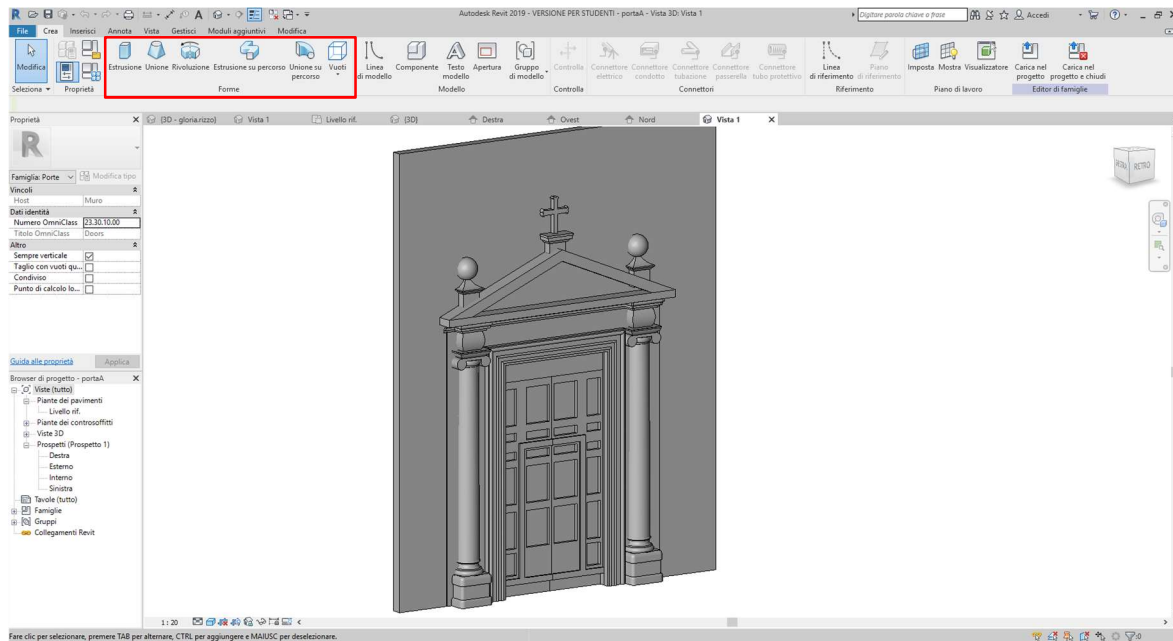 Autodesk Revit 2019 - VERSIONE PER STUDENTI - portaA - Vista 3D: Vista 1
Digitare parola chiave o frase
Accedi
File Crea Inserisci Annota Vista Gestisci Moduli aggiuntivi Modifica
Modifica
Estrusione Unione Rivoluzione Estrusione su percorso Unione su percorso Vuoti
Linea di modello Componente Testo modello Apertura Gruppo di modello Controlla
Connettore elettrico Connettore condotto Connettore tubazione Connettore passerella Connettore tubo protettivo
Linea di riferimento Piano di riferimento
Imposta Mostra Visualizzatore
Carica nel progetto Carica nel progetto e chiudi
Seleziona Proprietà Forme Modello Controlla Connettori Riferimento Piano di lavoro Editor di famiglie
Proprietà
(3D - gloria.rizzo) Vista 1 Livello rif. {3D} Destra Ovest Nord Vista 1
R
Famiglia: Porte Modifica tipo
Vincoli
Host Muro
Dati identità
Numero OmniClass 23.30.10.00
Titolo OmniClass Doors
Altro
Sempre verticale
Taglio con vuoti qu...
Condiviso
Punto di calcolo lo...
Guida alle proprietà Applica
Browser di progetto - portaA
Viste (tutto)
Piante dei pavimenti
Livello rif.
Piante dei controsoffitti
Viste 3D
Prospetti (Prospetto 1)
Destra
Esterno
Interno
Sinistra
Tavole (tutto)
Famiglie
Gruppi
Collegamenti Revit
RETRO
1 : 20
Fare clic per selezionare, premere TAB per alternare, CTRL per aggiungere e MAIUSC per deselezionare.
:0